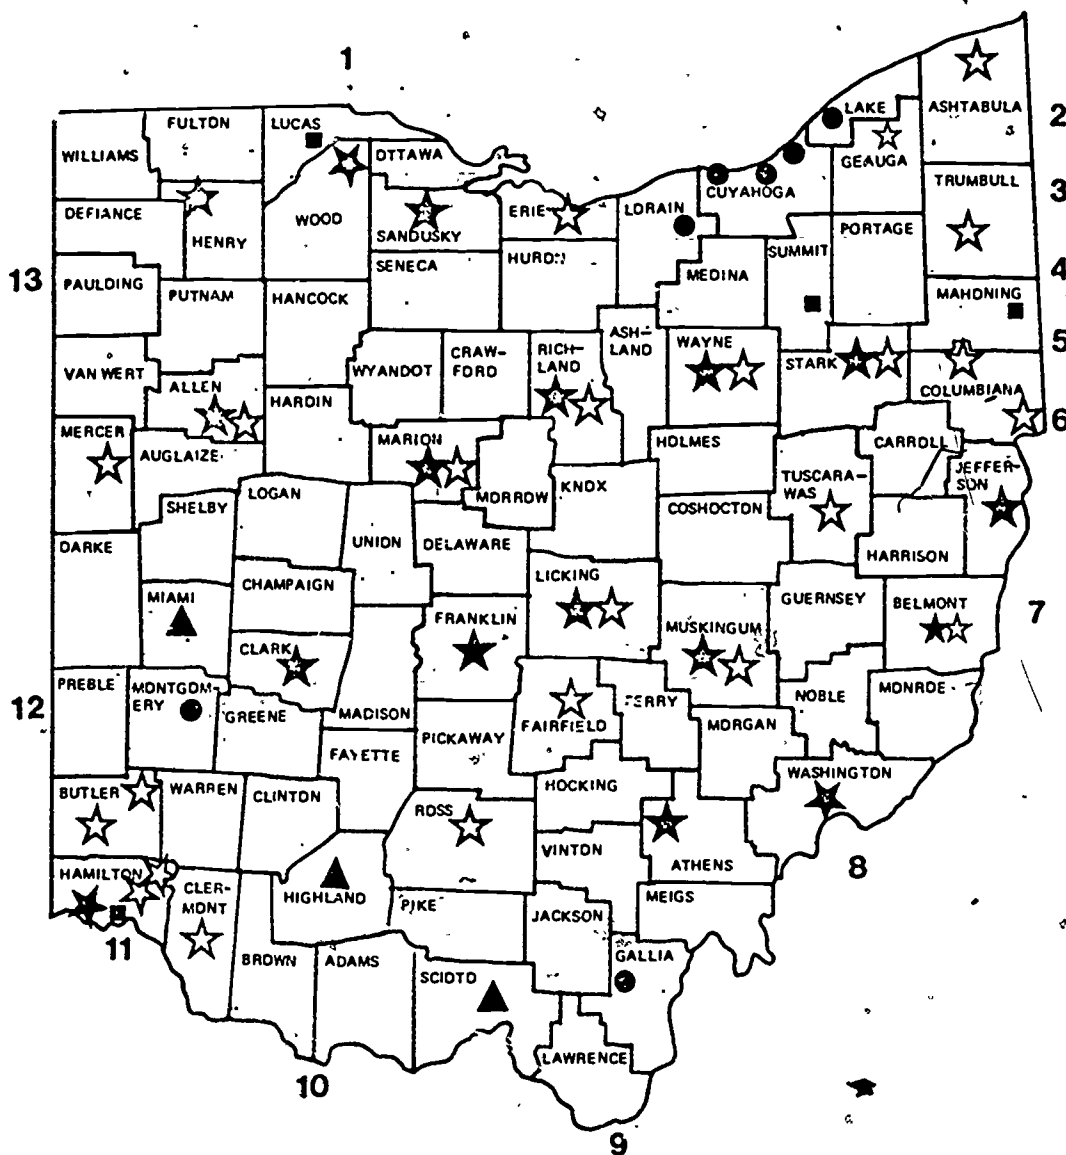 1
LAKE
ASHTABULA
2
FULTON
LUCAS
OTTAWA
GEAUGA
WILLIAMS
TRUMBULL
3
CUYAHOGA
DEFIANCE
WOOD
SANDUSKY
ERIE
LORAIN
PORTAGE
HENRY
SUMMIT
13
SENECA
HURON
MEDINA
4
PAULDING
PUTNAM
HANCOCK
MAHONING
ASH-
LAND
5
VAN WERT
WYANDOT
CRAW-
FORD
RICH-
LAND
WAYNE
STARK
ALLEN
HARDIN
COLUMBIANA
6
MERCER
AUGLAIZE
MARION
HOLMES
CARROLL
MORROW
KNOX
TUSCARA-
WAS
JEFFER-
SON
SHELBY
LOGAN
UNION
DELAWARE
COSHOCTON
HARRISON
DARKE
CHAMPAIGN
LICKING
GUERNSEY
BELMONT
7
MIAMI
FRANKLIN
MUSKINGUM
CLARK
PREBLE
MONTGOM-
ERY
GREENE
MADISON
FAIRFIELD
PERRY
MORGAN
NOBLE
MONROE
12
FAYETTE
PICKAWAY
HOCKING
WASHINGTON
BUTLER
WARREN
CLINTON
ROSS
VINTON
ATHENS
8
HAMILTON
CLER-
MONT
HIGHLAND
PIKE
JACKSON
MEIGS
11
BROWN
ADAMS
SCIOTO
GALLIA
LAWRENCE
10
9